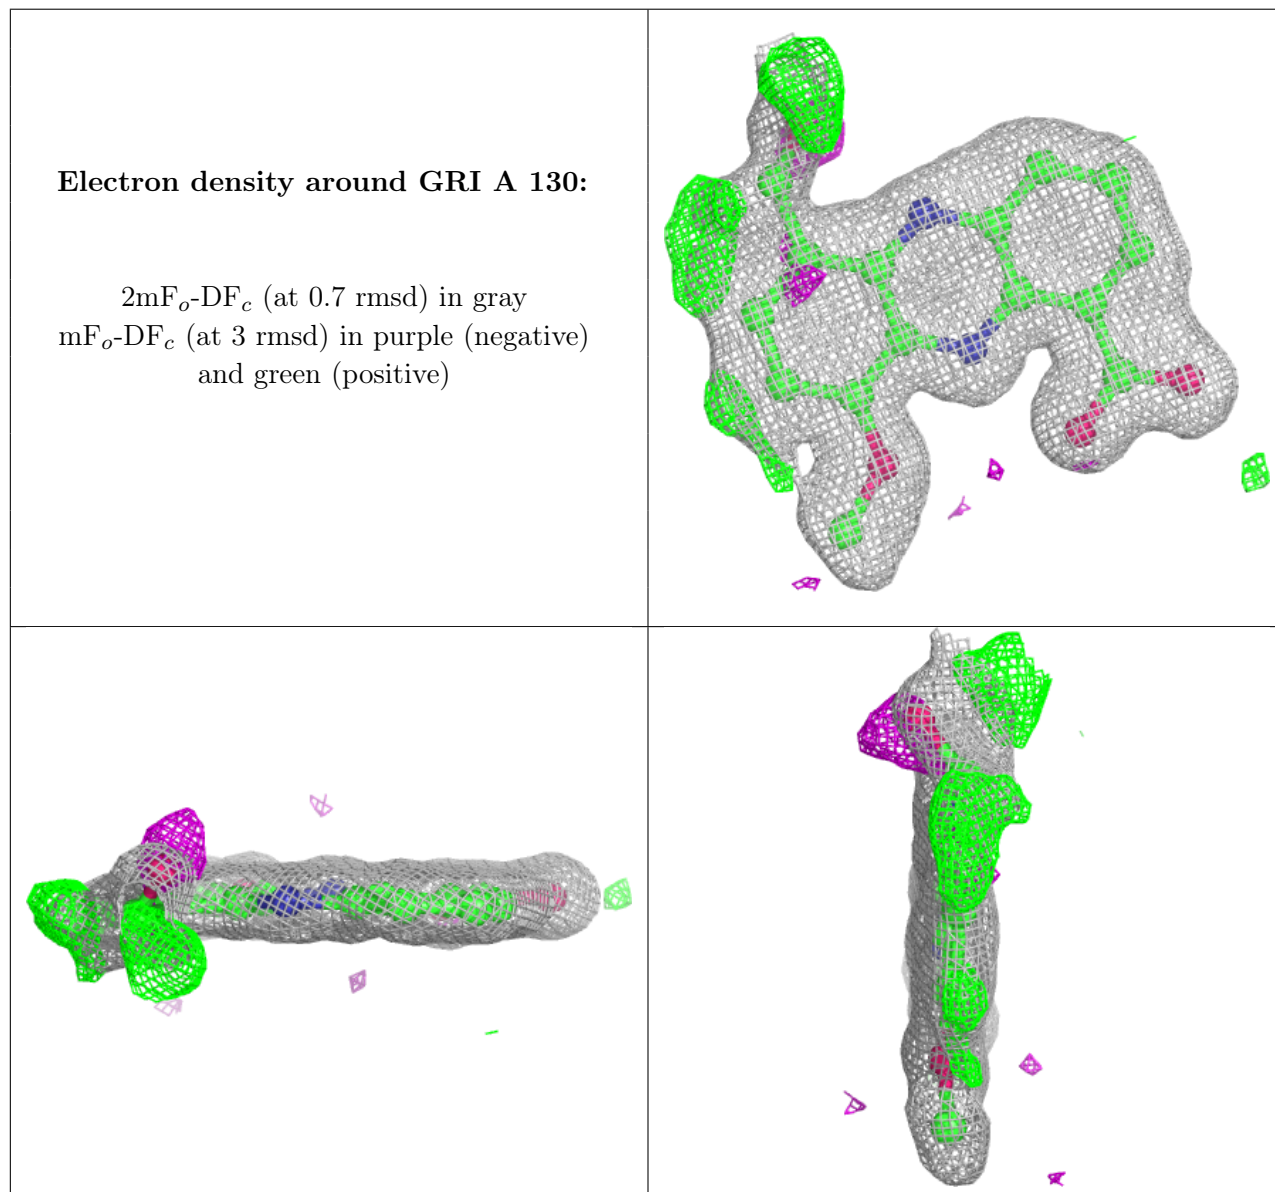 Electron density around GRI A 130:
2mFₒ-DF𝒸 (at 0.7 rmsd) in gray
mFₒ-DF𝒸 (at 3 rmsd) in purple (negative)
and green (positive)